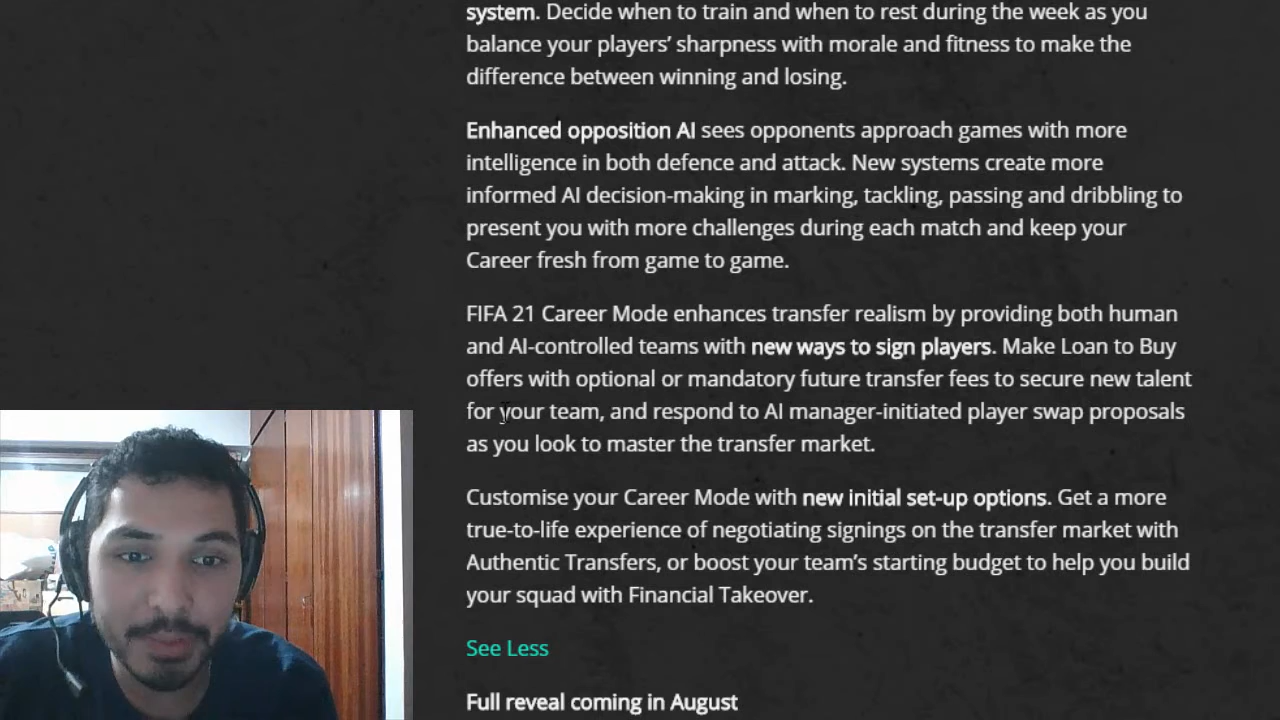 system. Decide when to train and when to rest during the week as you
balance your players’ sharpness with morale and fitness to make the
difference between winning and losing.
Enhanced opposition AI sees opponents approach games with more
intelligence in both defence and attack. New systems create more
informed AI decision-making in marking, tackling, passing and dribbling to
present you with more challenges during each match and keep your
Career fresh from game to game.
FIFA 21 Career Mode enhances transfer realism by providing both human
and AI-controlled teams with new ways to sign players. Make Loan to Buy
offers with optional or mandatory future transfer fees to secure new talent
for your team, and respond to AI manager-initiated player swap proposals
as you look to master the transfer market.
Customise your Career Mode with new initial set-up options. Get a more
true-to-life experience of negotiating signings on the transfer market with
Authentic Transfers, or boost your team’s starting budget to help you build
your squad with Financial Takeover.
See Less
Full reveal coming in August